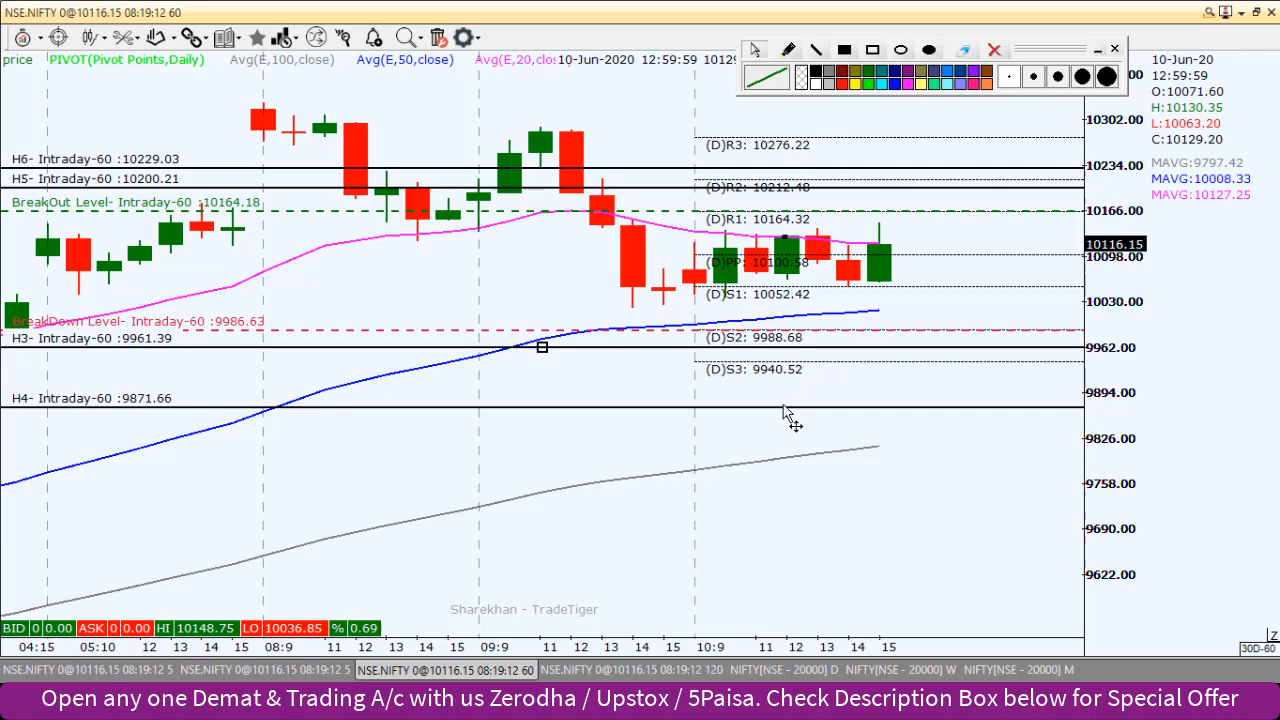 NSE.NIFTY 0@10116.15 08:19:12 60
price PIVOT(Pivot Points,Daily) Avg(E,100,close) Avg(E,50,close) Avg(E,20,clos 10-Jun-2020 12:59:59 1012
10-Jun-20
12:59:59
O:10071.60
H:10130.35
L:10063.20
C:10129.20
MAVG:9797.42
MAVG:10008.33
MAVG:10127.25
10302.00
10234.00
10166.00
10116.15
10098.00
10030.00
9962.00
9894.00
9826.00
9758.00
9690.00
9622.00
(D)R3: 10276.22
H6- Intraday-60 :10229.03
H5- Intraday-60 :10200.21
(D)R2: 10212.48
BreakOut Level- Intraday-60 :10164.18
(D)R1: 10164.32
(D)PP: 10100.58
(D)S1: 10052.42
BreakDown Level- Intraday-60 :9986.63
H3- Intraday-60 :9961.39
(D)S2: 9988.68
(D)S3: 9940.52
H4- Intraday-60 :9871.66
Sharekhan - TradeTiger
BID 0 0.00 ASK 0 0.00 HI 10148.75 LO 10036.85 % 0.69
04:15 05:10 12 13 14 15 08:9 11 12 13 14 15 09:9 11 12 13 14 15 10:9 11 12 13 14 15
Z
30D-60
NSE.NIFTY 0@10116.15 08:19:12 5 NSE.NIFTY 0@10116.15 08:19:12 5 NSE.NIFTY 0@10116.15 08:19:12 60 NSE.NIFTY 0@10116.15 08:19:12 120 NIFTY[NSE - 20000] D NIFTY[NSE - 20000] W NIFTY[NSE - 20000] M
Open any one Demat & Trading A/c with us Zerodha / Upstox / 5Paisa. Check Description Box below for Special Offer